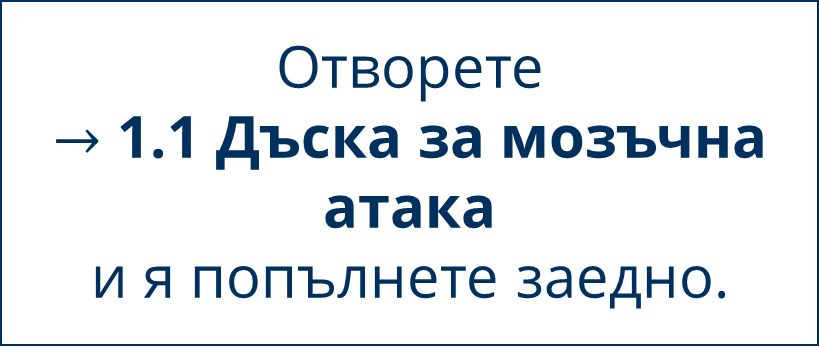 Отворете
→ 1.1 Дъска за мозъчна
атака
и я попълнете заедно.